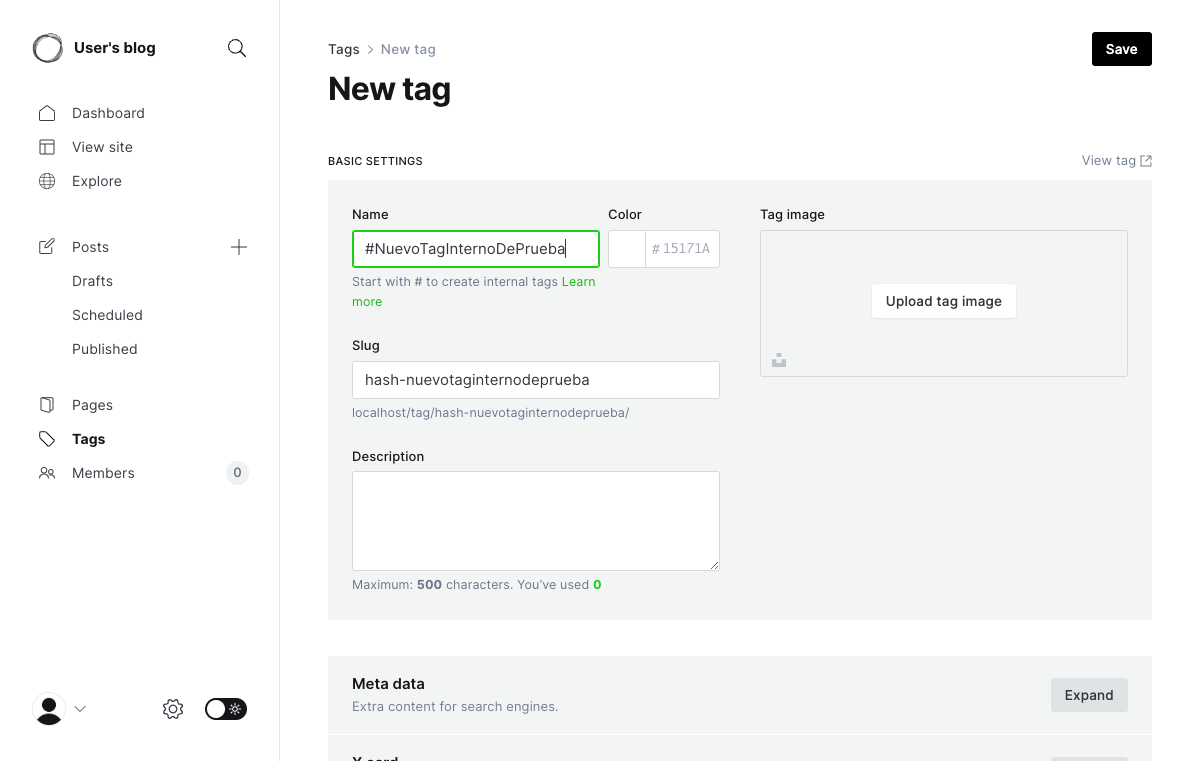 User's blog
Dashboard
View site
Explore
Posts
Drafts
Scheduled
Published
Pages
Tags
Members 0
Tags > New tag
Save
New tag
BASIC SETTINGS
View tag
Name
Color
Tag image
#NuevoTagInternoDePrueba
# 15171A
Start with # to create internal tags Learn
more
Upload tag image
Slug
hash-nuevotaginternodeprueba
localhost/tag/hash-nuevotaginternodeprueba/
Description
Maximum: 500 characters. You've used 0
Meta data
Extra content for search engines.
Expand
X card